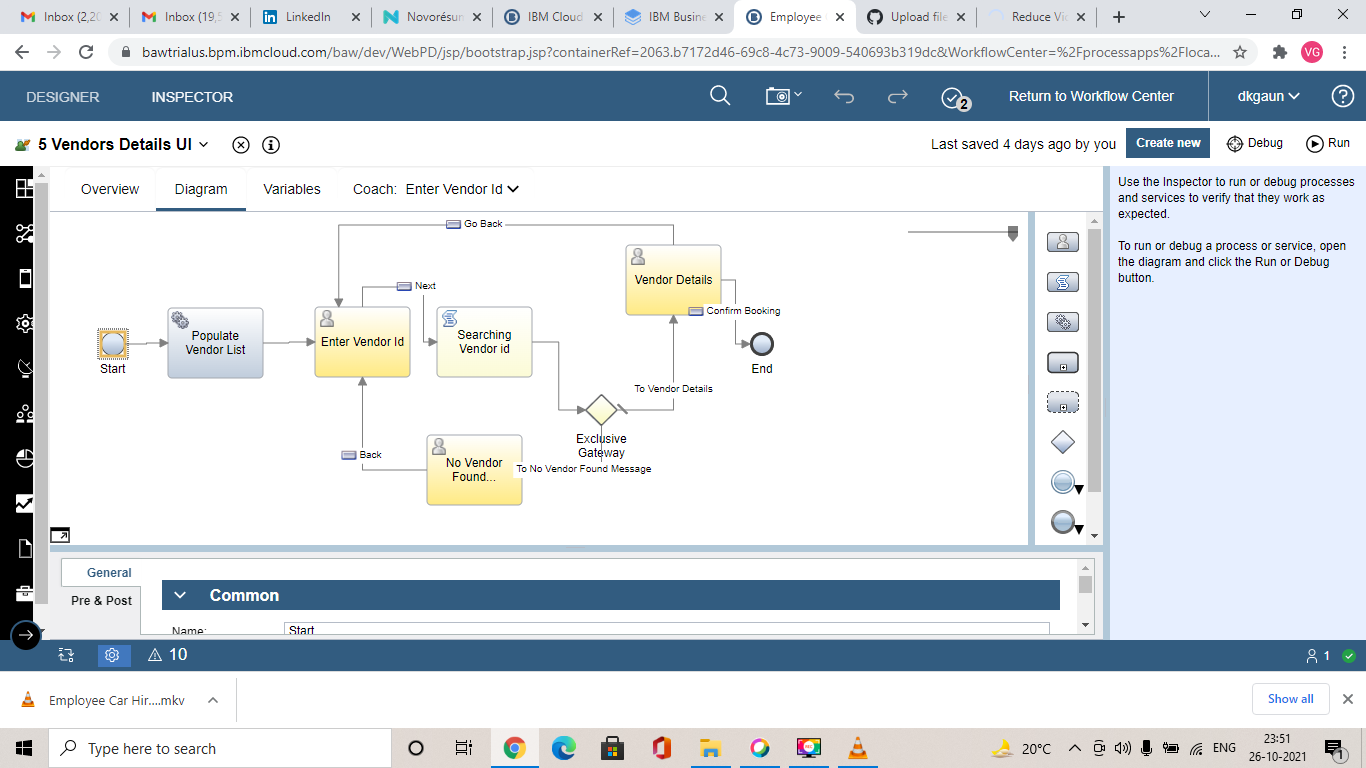 Inbox (2,20
Inbox (19,5
LinkedIn
Novorésum
IBM Cloud
IBM Busine
Employee
Upload file
Reduce Vi
bawtrialus.bpm.ibmcloud.com/baw/dev/WebPD/jsp/bootstrap.jsp?containerRef=2063.b7172d46-69c8-4c73-9009-540693b319dc&WorkflowCenter=%2Fprocessapps%2Floca...
VG
DESIGNER
INSPECTOR
2
Return to Workflow Center
dkgaun
5 Vendors Details UI
Last saved 4 days ago by you
Create new
Debug
Run
Overview
Diagram
Variables
Coach: Enter Vendor Id
Use the Inspector to run or debug processes
and services to verify that they work as
expected.
To run or debug a process or service, open
the diagram and click the Run or Debug
button.
Go Back
Vendor Details
Next
Confirm Booking
Populate
Vendor List
Enter Vendor Id
Searching
Vendor id
Start
End
To Vendor Details
Exclusive
Gateway
Back
No Vendor
Found...
To No Vendor Found Message
General
Pre & Post
Common
Name:
Start
10
1
Employee Car Hir....mkv
Show all
Type here to search
20°C
ENG
23:51
26-10-2021
1